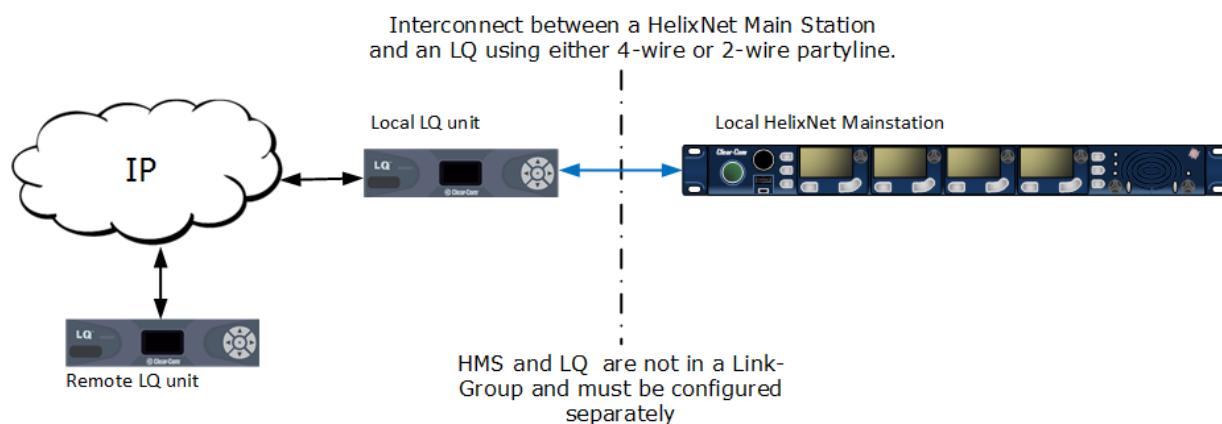 Interconnect between a HelixNet Main Station
and an LQ using either 4-wire or 2-wire partyline.
Local LQ unit
Local HelixNet Mainstation
IP
LQ
Clear-Com
Clear-Com
LQ
Clear-Com
Remote LQ unit
HMS and LQ are not in a Link-
Group and must be configured
separately